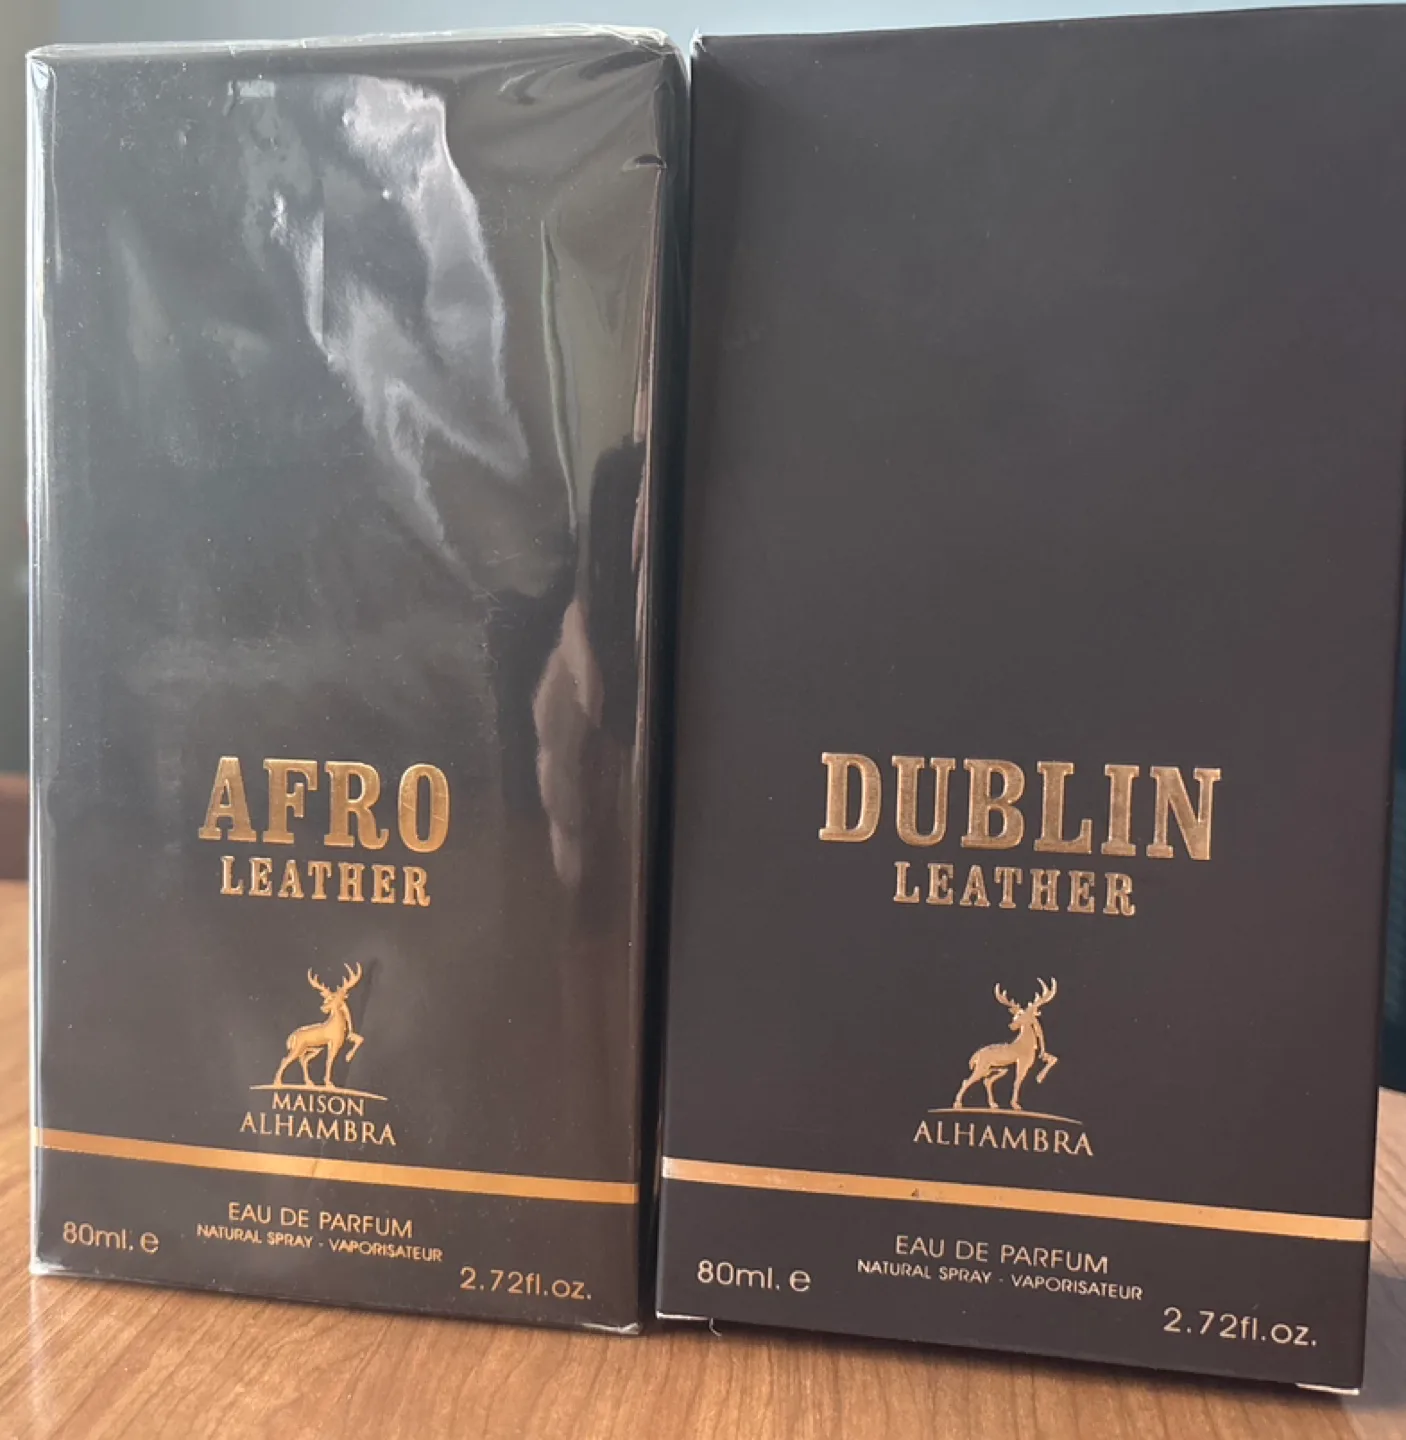 AFRO
LEATHER
MAISON
ALHAMBRA
EAU DE PARFUM
NATURAL SPRAY - VAPORISATEUR
80ml. e
2.72fl.oz.
DUBLIN
LEATHER
ALHAMBRA
EAU DE PARFUM
NATURAL SPRAY - VAPORISATEUR
80ml. e
2.72fl.oz.